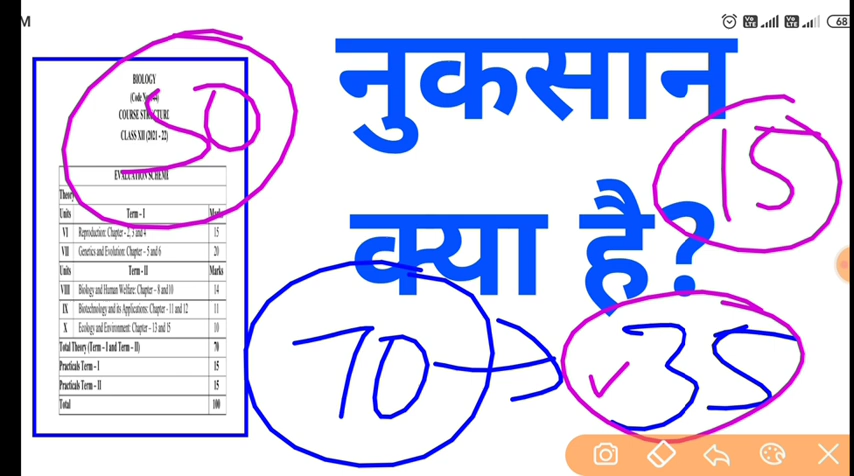 M
68
नुकसान
क्या है?
50
15
70
35
BIOLOGY
COURSE STRUCTURE
CLASS XII (2021 - 22)
EVALUATION SCHEME
Theory
Units Term – I Marks
VI Reproduction: Chapter - 2, 3 and 4 15
VII Genetics and Evolution: Chapter – 5 and 6 20
Units Term – II Marks
VIII Biology and Human Welfare: Chapter – 8 and 10 14
IX Biotechnology and its Applications: Chapter – 11 and 12 11
X Ecology and Environment: Chapter – 13 and 15 10
Total Theory (Term – I and Term – II) 70
Practicals Term – I 15
Practicals Term – II 15
Total 100